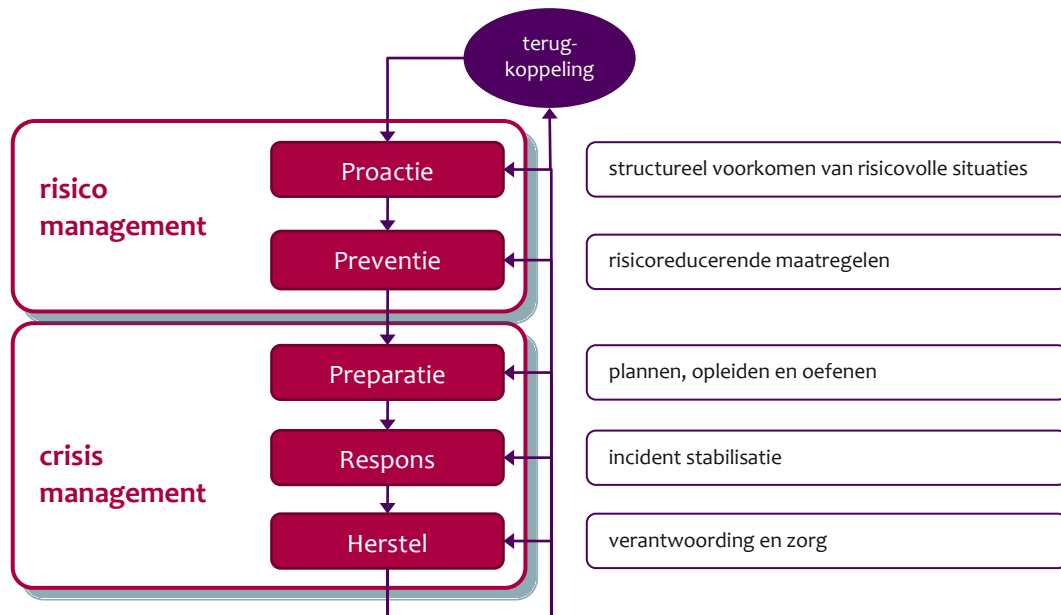 terug-
koppeling
risico
management
Proactie
structureel voorkomen van risicovolle situaties
Preventie
risicoreducerende maatregelen
crisis
management
Preparatie
plannen, opleiden en oefenen
Respons
incident stabilisatie
Herstel
verantwoording en zorg